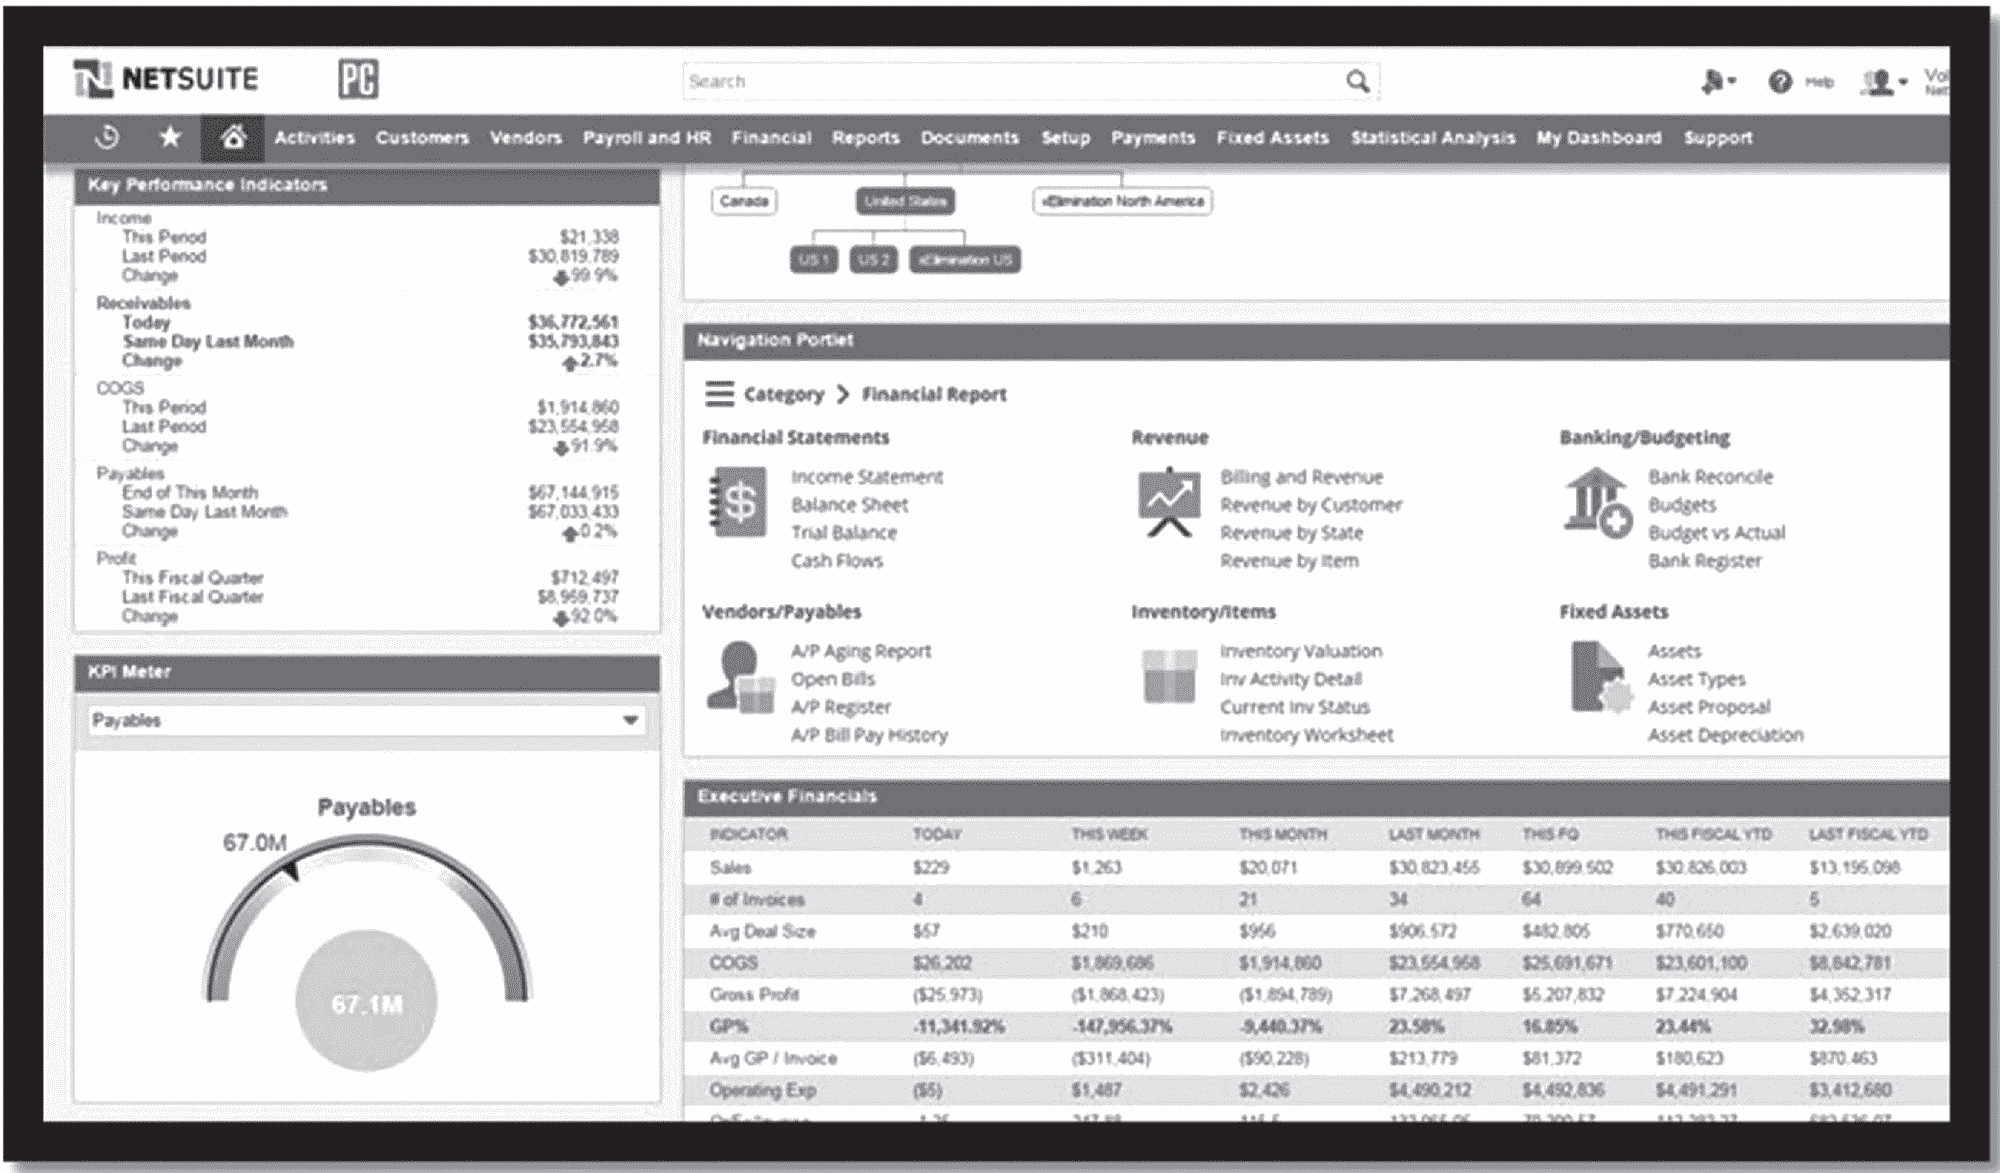 NETSUITE
PC
Search
Help
Activities Customers Vendors Payroll and HR Financial Reports Documents Setup Payments Fixed Assets Statistical Analysis My Dashboard Support
Key Performance Indicators
Income
This Period $21,338
Last Period $30,819,789
Change 99.9%
Receivables
Today $36,772,561
Same Day Last Month $35,793,843
Change 2.7%
COGS
This Period $1,914,860
Last Period $23,554,958
Change 91.9%
Payables
End of This Month $67,144,915
Same Day Last Month $67,033,433
Change 0.2%
Profit
This Fiscal Quarter $712,497
Last Fiscal Quarter $8,959,737
Change 92.0%
KPI Meter
Payables
Payables
67.0M
67.1M
Canada United States xElimination North America
US 1 US 2 xElimination US
Navigation Portlet
Category > Financial Report
Financial Statements
Income Statement
Balance Sheet
Trial Balance
Cash Flows
Revenue
Billing and Revenue
Revenue by Customer
Revenue by State
Revenue by Item
Banking/Budgeting
Bank Reconcile
Budgets
Budget vs Actual
Bank Register
Vendors/Payables
A/P Aging Report
Open Bills
A/P Register
A/P Bill Pay History
Inventory/Items
Inventory Valuation
Inv Activity Detail
Current Inv Status
Inventory Worksheet
Fixed Assets
Assets
Asset Types
Asset Proposal
Asset Depreciation
Executive Financials
INDICATOR TODAY THIS WEEK THIS MONTH LAST MONTH THIS FQ THIS FISCAL YTD LAST FISCAL YTD
Sales $229 $1,263 $20,071 $30,823,455 $30,899,502 $30,826,003 $13,195,098
# of Invoices 4 6 21 34 64 40 5
Avg Deal Size $57 $210 $956 $906,572 $482,805 $770,650 $2,639,020
COGS $26,202 $1,869,686 $1,914,860 $23,554,958 $25,691,671 $23,601,100 $8,842,781
Gross Profit ($25,973) ($1,868,423) ($1,894,789) $7,268,497 $5,207,832 $7,224,904 $4,352,317
GP% -11,341.92% -147,956.37% -9,440.37% 23.58% 16.85% 23.44% 32.98%
Avg GP / Invoice ($6,493) ($311,404) ($90,228) $213,779 $81,372 $180,623 $870,463
Operating Exp ($5) $1,487 $2,426 $4,490,212 $4,492,836 $4,491,291 $3,412,680